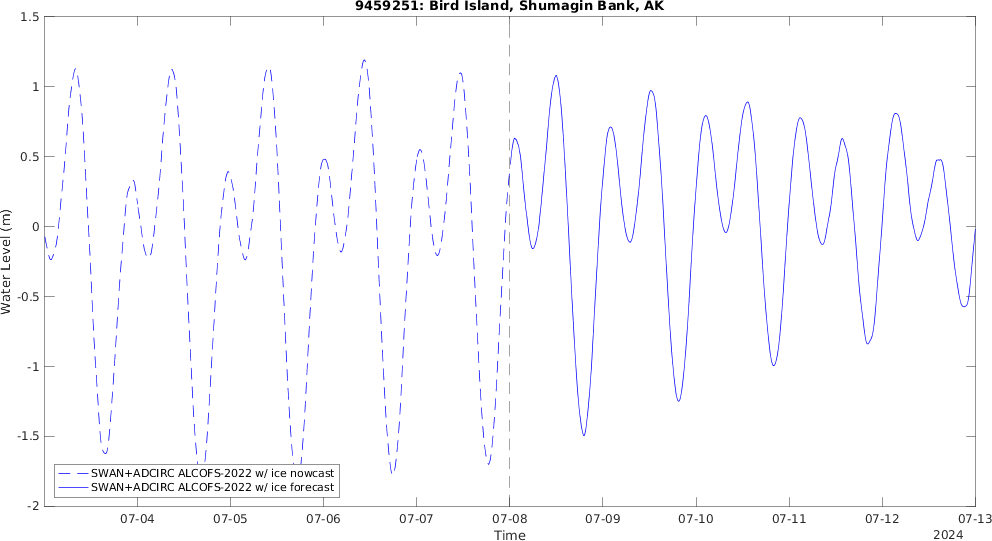 9459251: Bird Island, Shumagin Bank, AK
1.5
1
0.5
0
-0.5
-1
-1.5
-2
Water Level (m)
SWAN+ADCIRC ALCOFS-2022 w/ ice nowcast
SWAN+ADCIRC ALCOFS-2022 w/ ice forecast
07-04 07-05 07-06 07-07 07-08 07-09 07-10 07-11 07-12 07-13
Time
2024